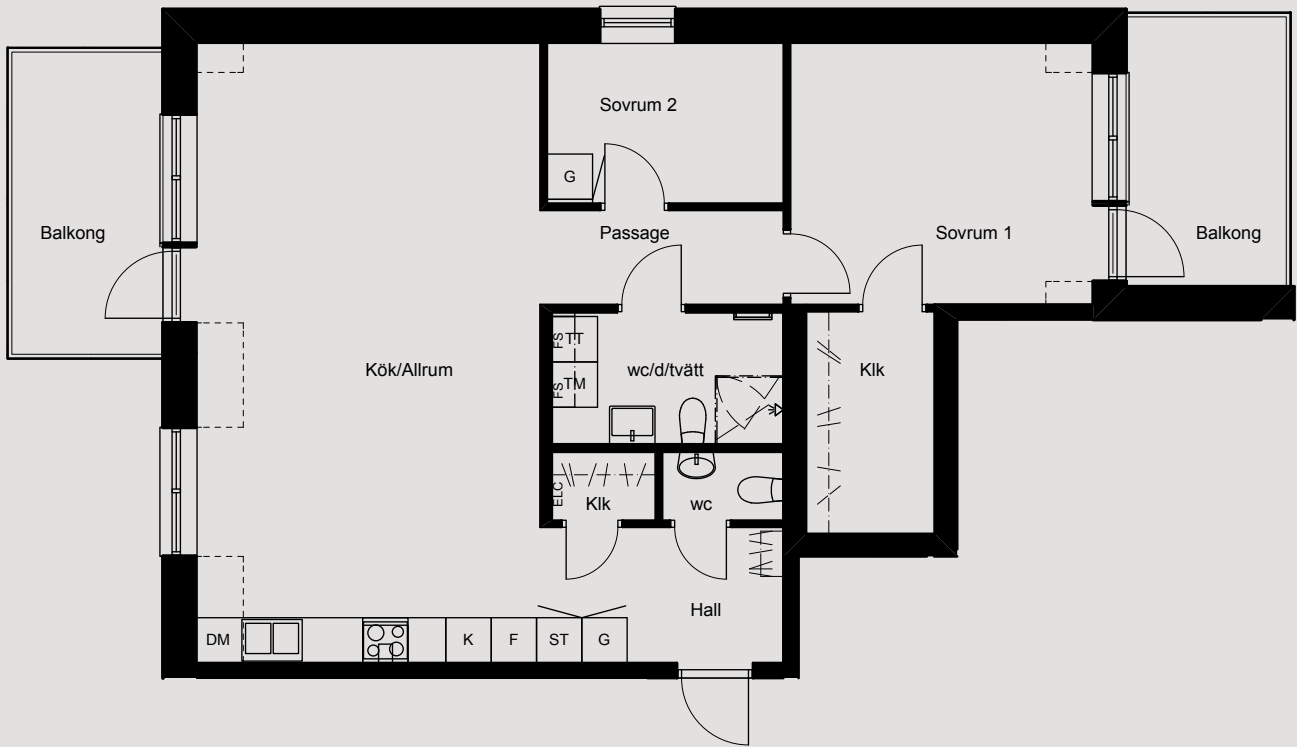 Sovrum 2
G
Balkong
Passage
Sovrum 1
Balkong
Kök/Allrum
FS TT
wc/d/tvätt
Klk
FS TM
ELC
Klk
wc
Hall
DM
K
F
ST
G